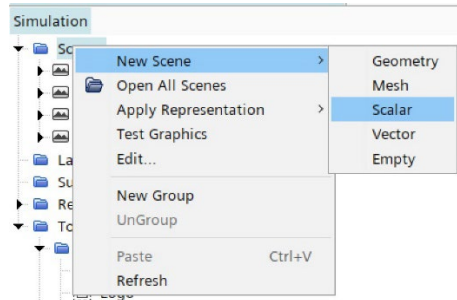 Simulation
New Scene > Geometry
Open All Scenes Mesh
Apply Representation > Scalar
Test Graphics Vector
Edit... Empty
New Group
UnGroup
Paste Ctrl+V
Refresh